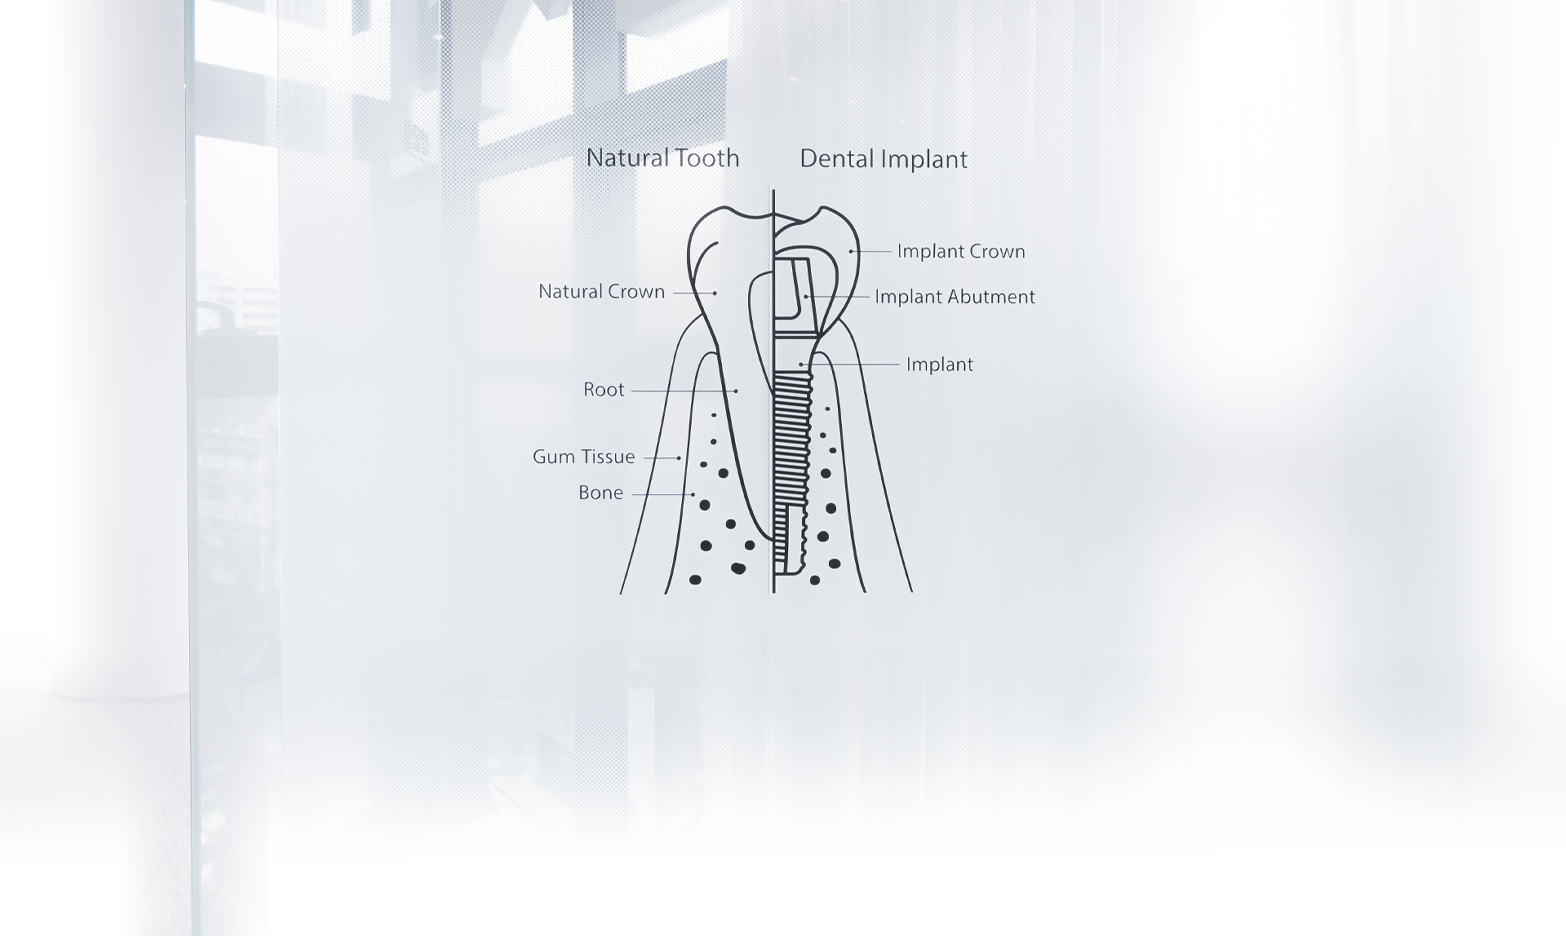 Natural Tooth
Dental Implant
Implant Crown
Natural Crown
Implant Abutment
Implant
Root
Gum Tissue
Bone